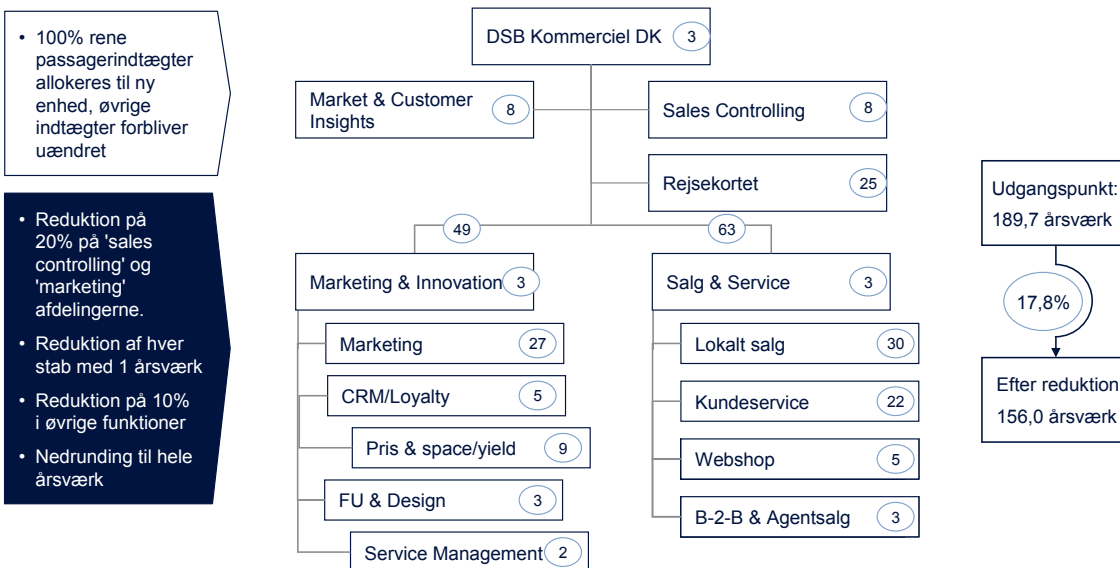 • 100% rene
passagerindtægter
allokeres til ny
enhed, øvrige
indtægter forbliver
uændret
• Reduktion på
20% på 'sales
controlling' og
'marketing'
afdelingerne.
• Reduktion af hver
stab med 1 årsværk
• Reduktion på 10%
i øvrige funktioner
• Nedrunding til hele
årsværk
DSB Kommerciel DK 3
Market & Customer
Insights 8
Sales Controlling 8
Rejsekortet 25
49
63
Marketing & Innovation 3
Marketing 27
CRM/Loyalty 5
Pris & space/yield 9
FU & Design 3
Service Management 2
Salg & Service 3
Lokalt salg 30
Kundeservice 22
Webshop 5
B-2-B & Agentsalg 3
Udgangspunkt:
189,7 årsværk
17,8%
Efter reduktion
156,0 årsværk